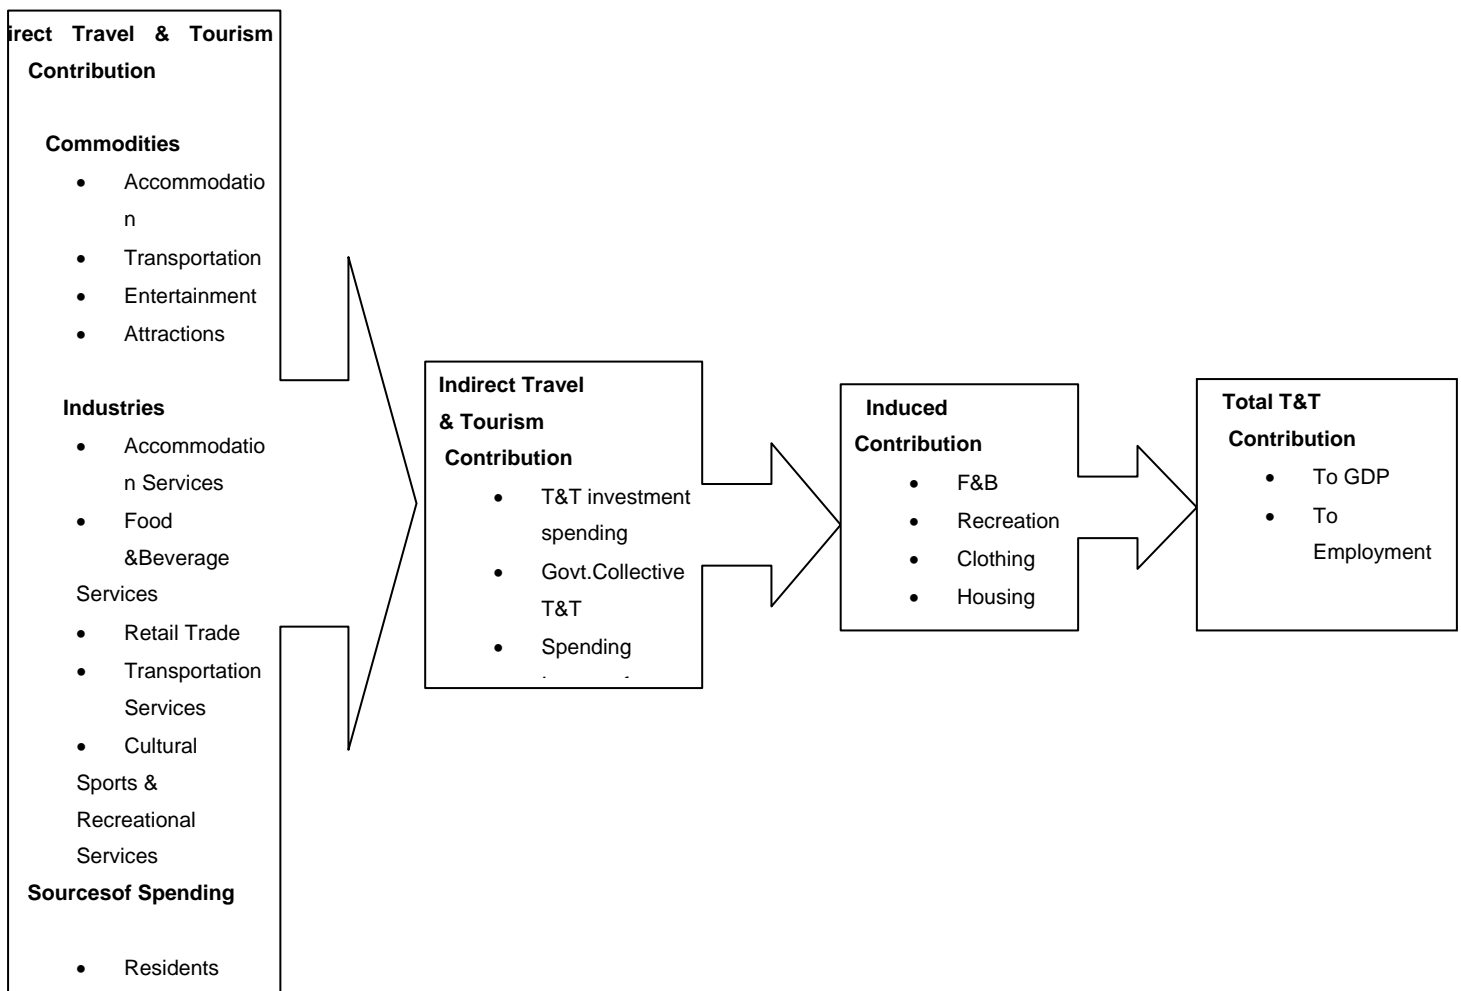 irect Travel & Tourism
Contribution
Commodities
• Accommodatio
n
• Transportation
• Entertainment
• Attractions
Industries
• Accommodatio
n Services
• Food
&Beverage
Services
• Retail Trade
• Transportation
Services
• Cultural
Sports &
Recreational
Services
Sourcesof Spending
• Residents
Indirect Travel
& Tourism
Contribution
• T&T investment
spending
• Govt.Collective
T&T
• Spending
Induced
Contribution
• F&B
• Recreation
• Clothing
• Housing
Total T&T
Contribution
• To GDP
• To
Employment